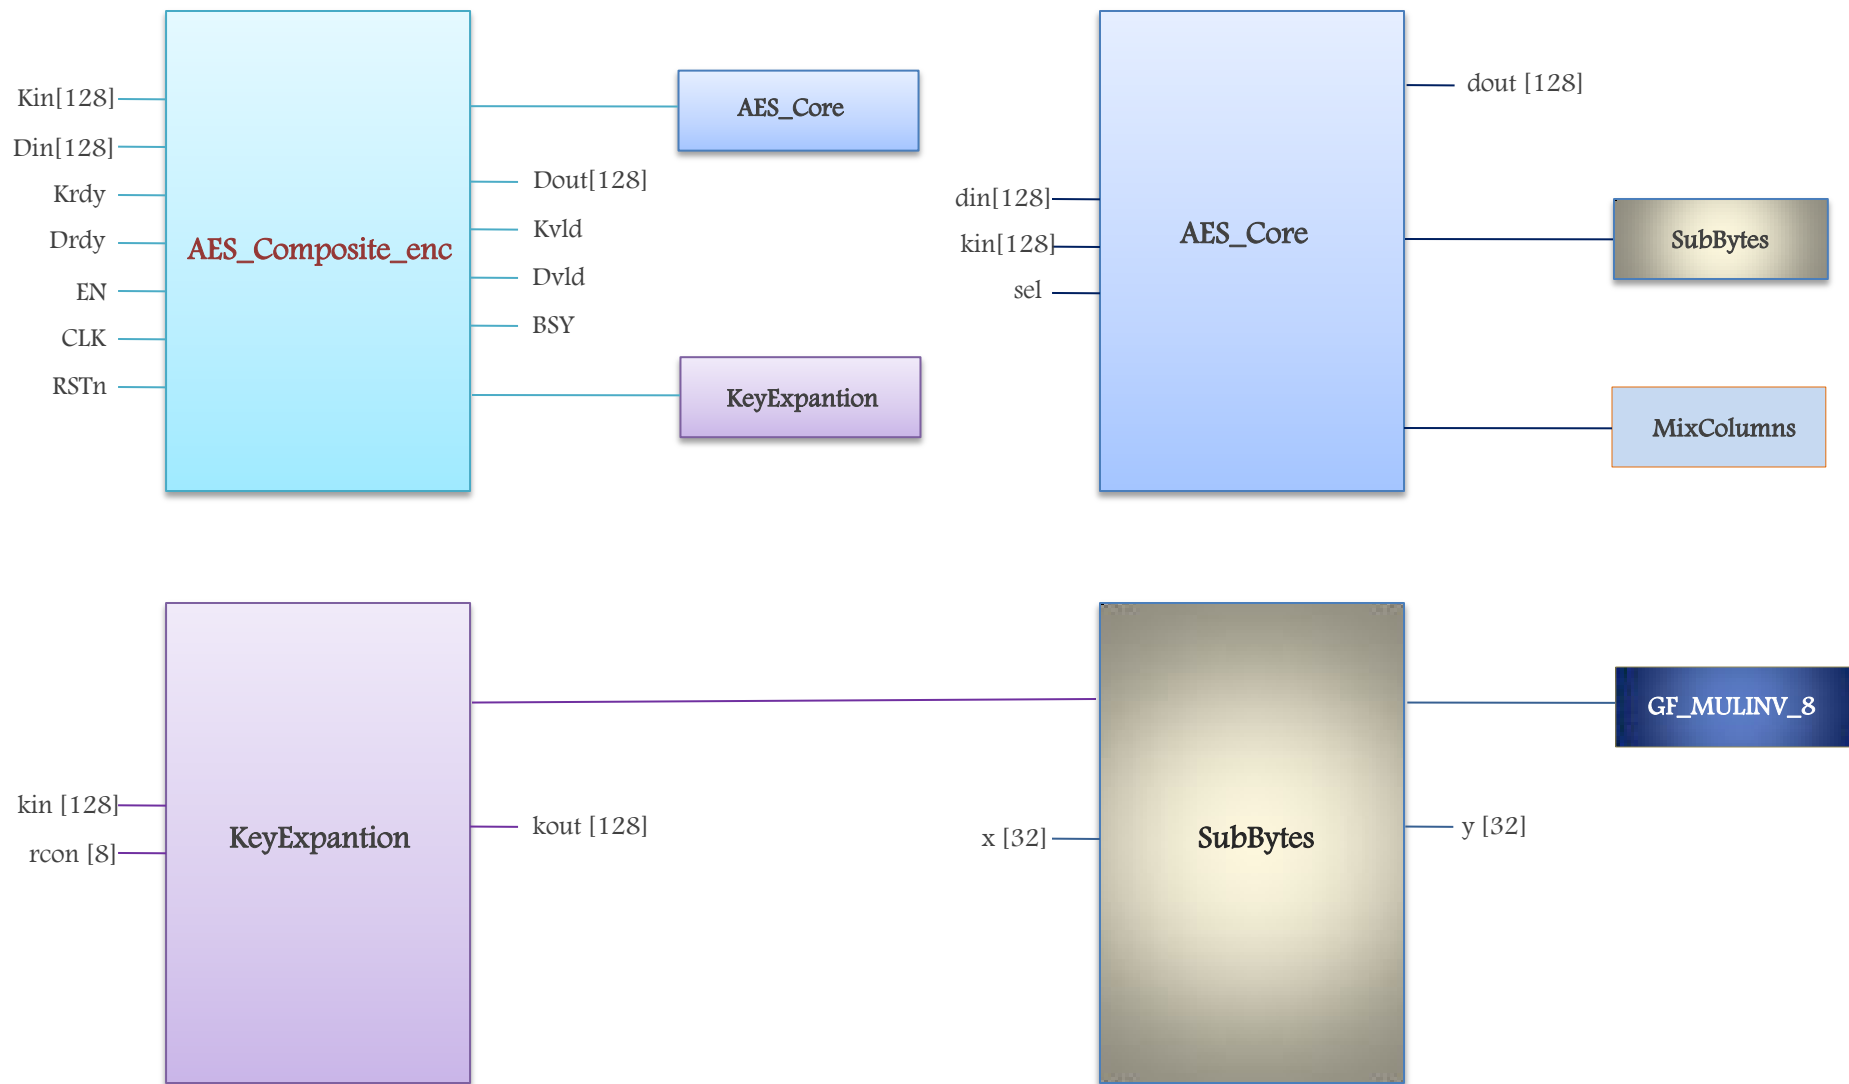 Kin[128]
Din[128]
Krdy
Drdy
EN
CLK
RSTn
AES_Composite_enc
AES_Core
Dout[128]
Kvld
Dvld
BSY
KeyExpantion
din[128]
kin[128]
sel
AES_Core
dout [128]
SubBytes
MixColumns
kin [128]
rcon [8]
KeyExpantion
kout [128]
x [32]
SubBytes
GF_MULINV_8
y [32]